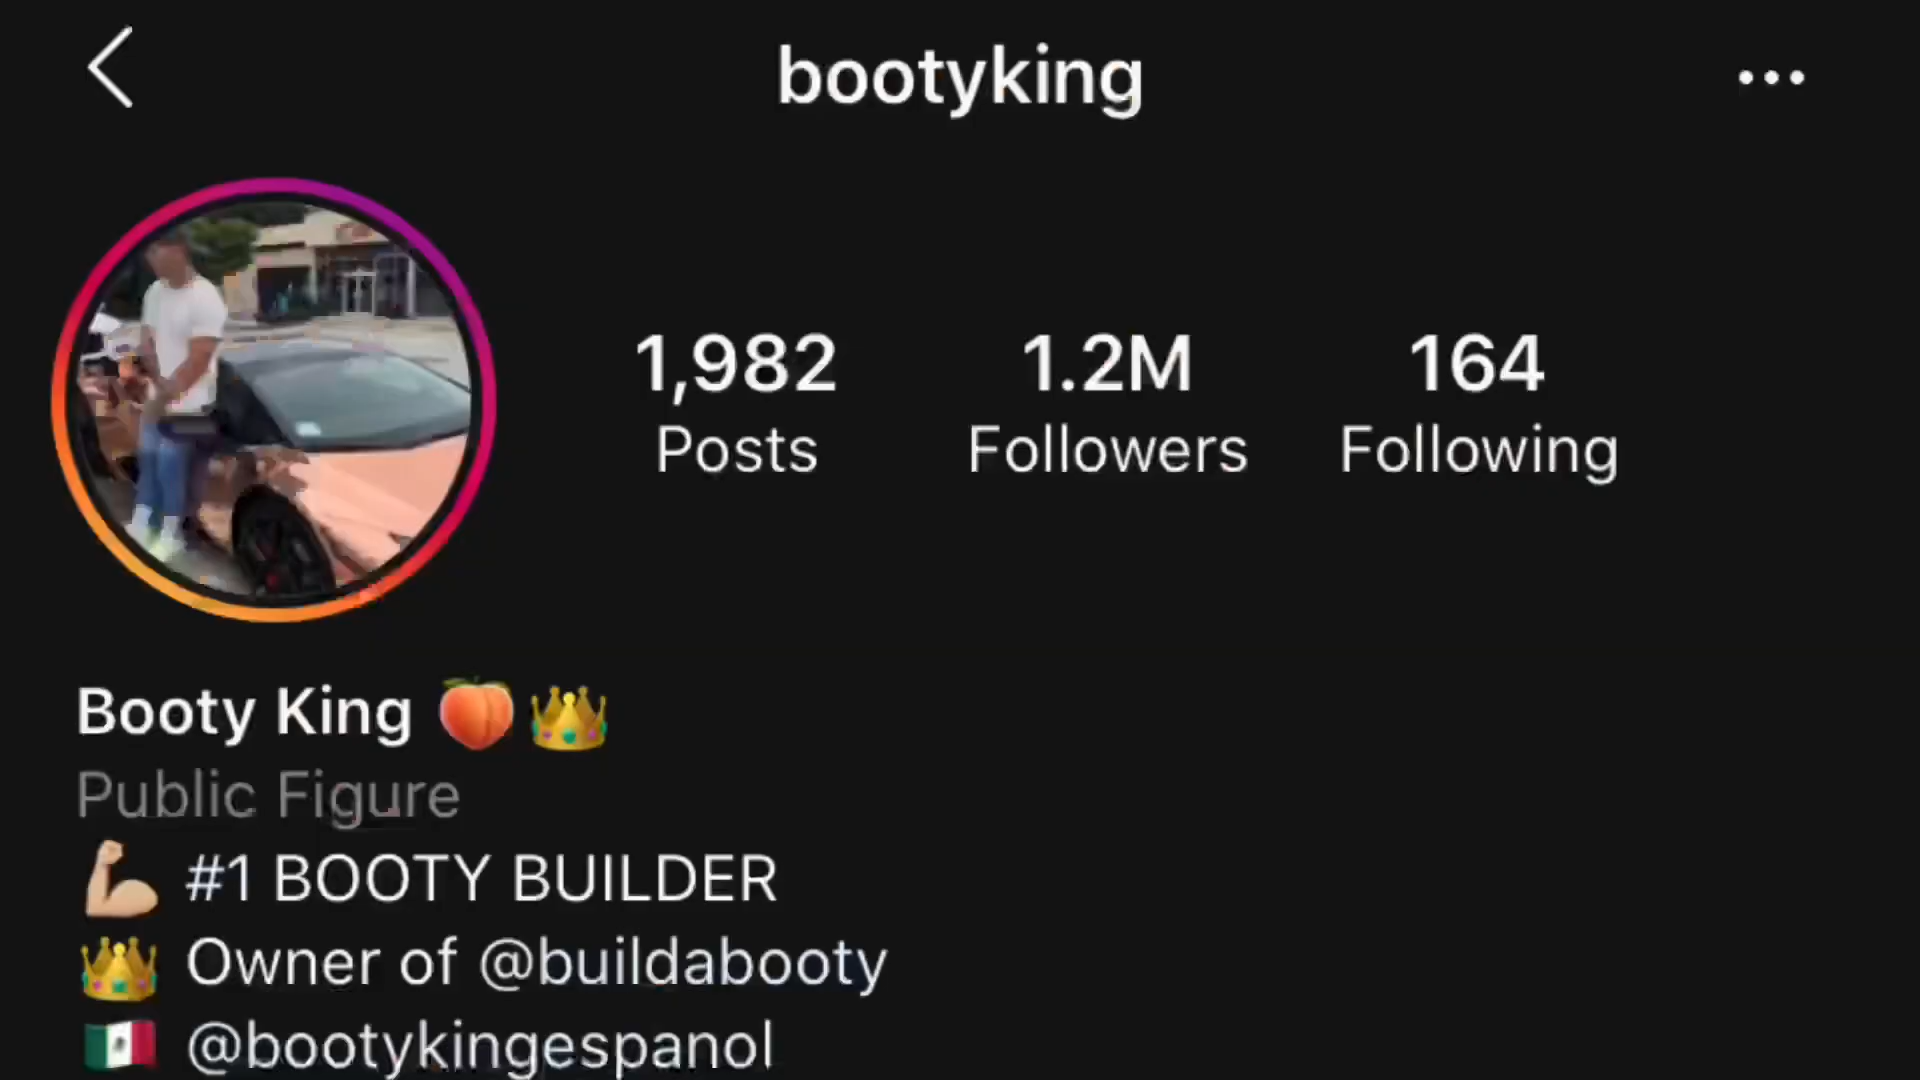 bootyking
1,982 1.2M 164
Posts Followers Following
Booty King 🍑👑
Public Figure
💪🏼 #1 BOOTY BUILDER
👑 Owner of @buildabooty
🇲🇽 @bootykingespanol